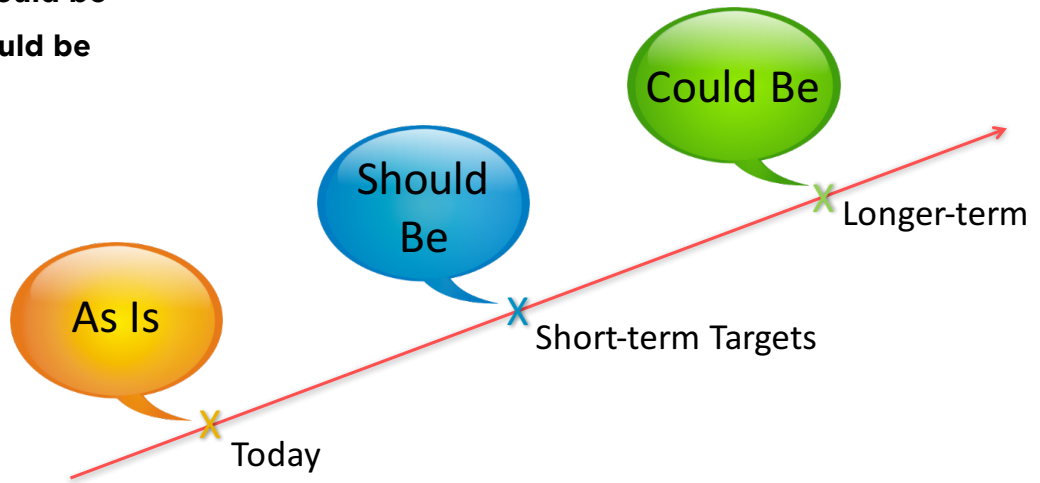 uld be
Could Be
Should
Be
Longer-term
As Is
Short-term Targets
Today